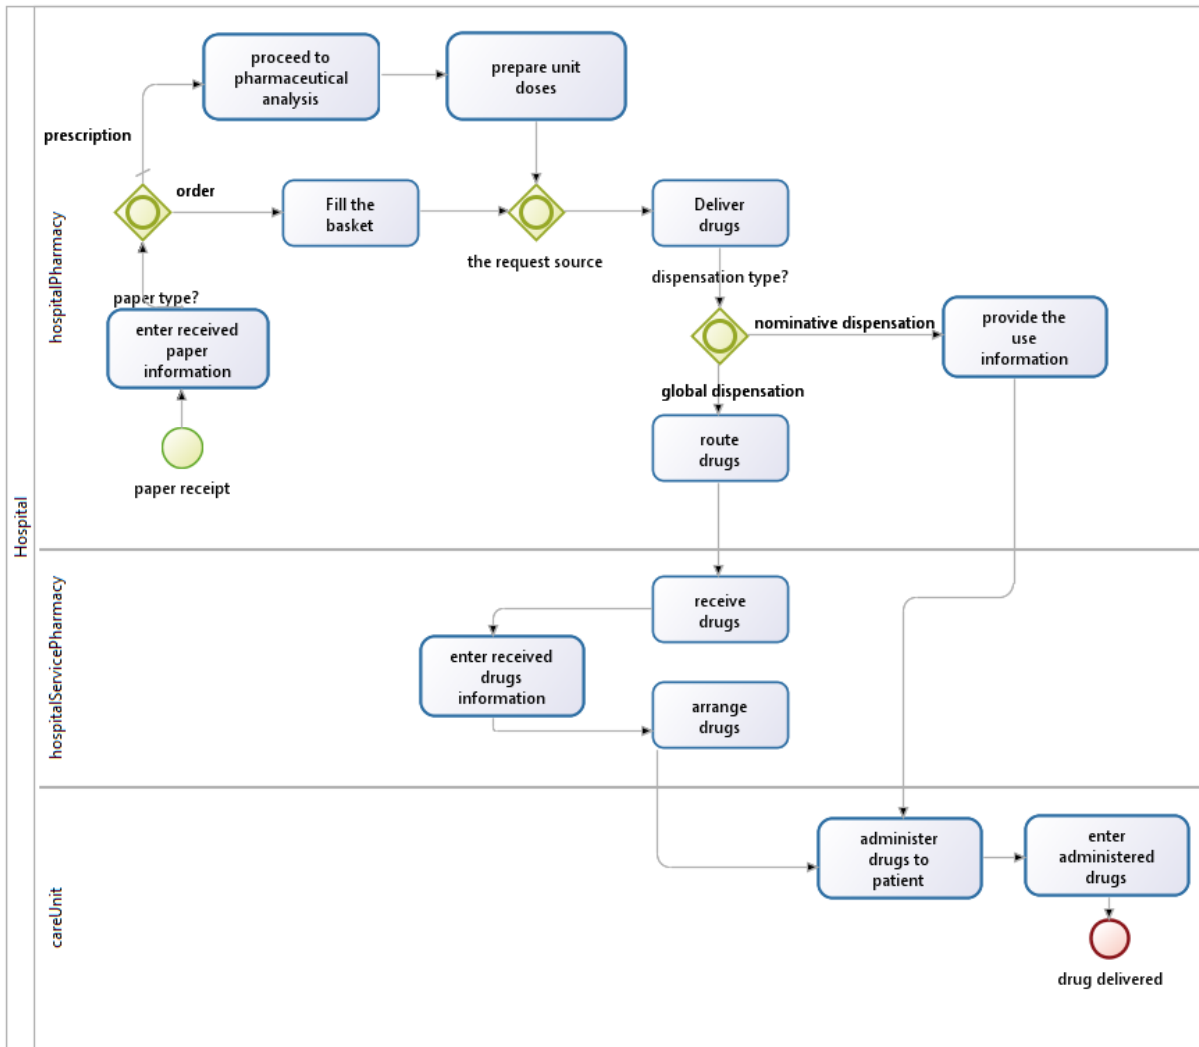 Hospital
hospitalPharmacy
proceed to
pharmaceutical
analysis
prepare unit
doses
prescription
order
Fill the
basket
the request source
Deliver
drugs
dispensation type?
paper type?
enter received
paper
information
nominative dispensation
provide the
use
information
global dispensation
route
drugs
paper receipt
hospitalServicePharmacy
receive
drugs
enter received
drugs
information
arrange
drugs
careUnit
administer
drugs to
patient
enter
administered
drugs
drug delivered